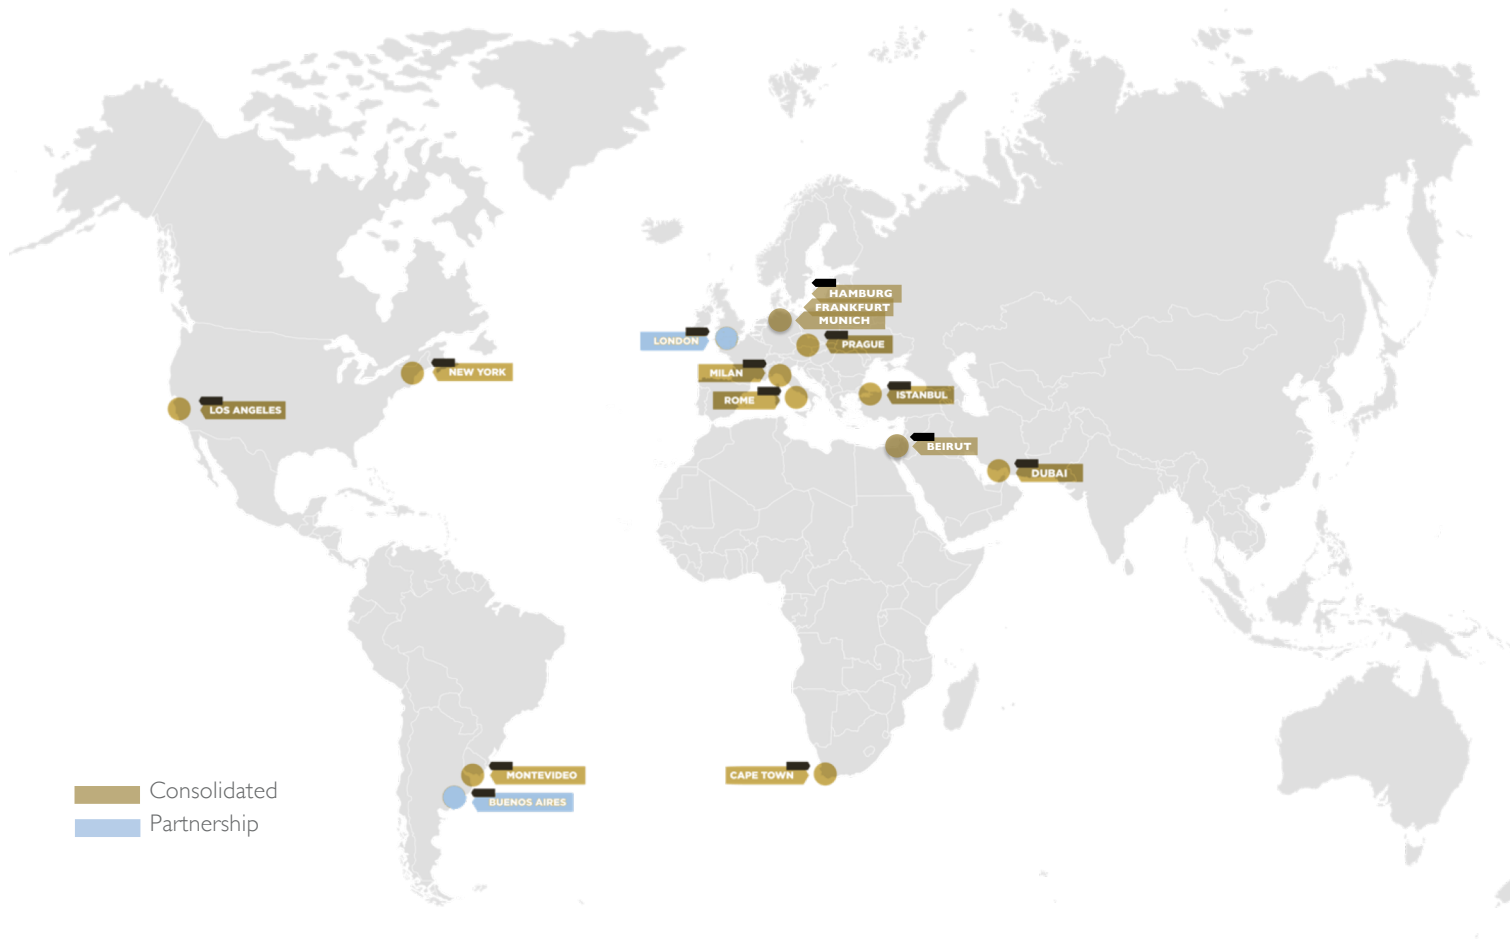 HAMBURG
FRANKFURT
MUNICH
LONDON
PRAGUE
NEW YORK
MILAN
ISTANBUL
ROME
LOS ANGELES
BEIRUT
DUBAI
MONTEVIDEO
CAPE TOWN
BUENOS AIRES
Consolidated
Partnership